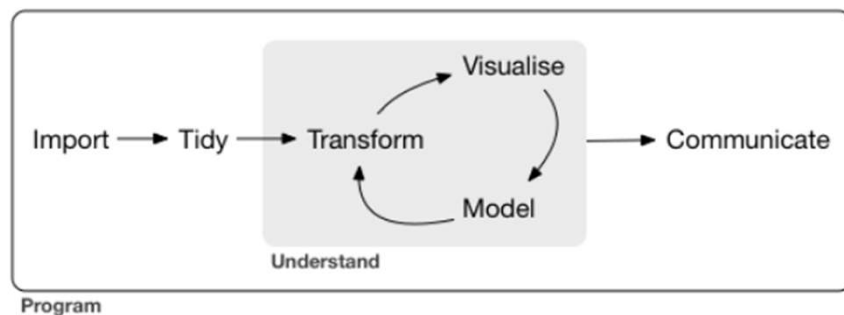 Visualise
Import
Tidy
Transform
Communicate
Model
Understand
Program